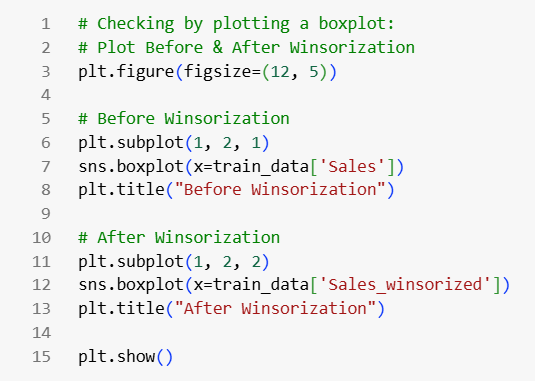 1 # Checking by plotting a boxplot:
2 # Plot Before & After Winsorization
3 plt.figure(figsize=(12, 5))
4
5 # Before Winsorization
6 plt.subplot(1, 2, 1)
7 sns.boxplot(x=train_data['Sales'])
8 plt.title("Before Winsorization")
9
10 # After Winsorization
11 plt.subplot(1, 2, 2)
12 sns.boxplot(x=train_data['Sales_winsorized'])
13 plt.title("After Winsorization")
14
15 plt.show()